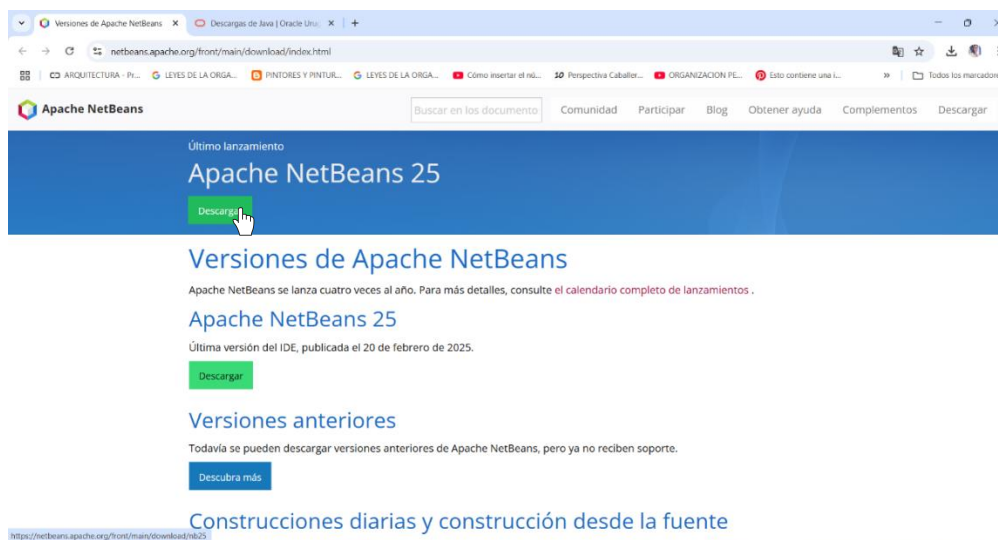 Versiones de Apache NetBeans
Descargas de Java | Oracle
netbeans.apache.org/front/main/download/index.html
ARQUITECTURA - Pr...
LEYES DE LA ORGA...
PINTORES Y PINTUR...
LEYES DE LA ORGA...
Cómo insertar el nú...
Perspectiva Caballer...
ORGANIZACION PE...
Esto contiene una i...
»
Todos los marcadores
Apache NetBeans
Buscar en los documento
Comunidad
Participar
Blog
Obtener ayuda
Complementos
Descargar
Último lanzamiento
Apache NetBeans 25
Descargar
Versiones de Apache NetBeans
Apache NetBeans se lanza cuatro veces al año. Para más detalles, consulte el calendario completo de lanzamientos .
Apache NetBeans 25
Última versión del IDE, publicada el 20 de febrero de 2025.
Descargar
Versiones anteriores
Todavía se pueden descargar versiones anteriores de Apache NetBeans, pero ya no reciben soporte.
Descubra más
Construcciones diarias y construcción desde la fuente
https://netbeans.apache.org/front/main/download/nb25